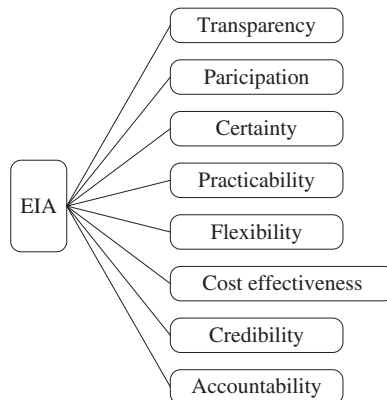 Transparency
Paricipation
Certainty
Practicability
EIA
Flexibility
Cost effectiveness
Credibility
Accountability